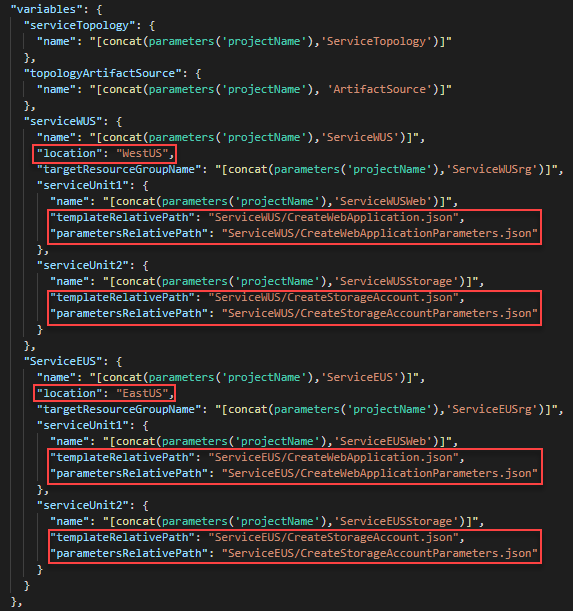 "variables": {
"serviceTopology": {
"name": "[concat(parameters('projectName'),'ServiceTopology')]"
},
"topologyArtifactSource": {
"name": "[concat(parameters('projectName'), 'ArtifactSource')]"
},
"serviceWUS": {
"name": "[concat(parameters('projectName'),'ServiceWUS')]",
"location": "WestUS",
"targetResourceGroupName": "[concat(parameters('projectName'),'ServiceWUSrg')]",
"serviceUnit1": {
"name": "[concat(parameters('projectName'),'ServiceWUSWeb')]",
"templateRelativePath": "ServiceWUS/CreateWebApplication.json",
"parametersRelativePath": "ServiceWUS/CreateWebApplicationParameters.json"
},
"serviceUnit2": {
"name": "[concat(parameters('projectName'),'ServiceWUSStorage')]",
"templateRelativePath": "ServiceWUS/CreateStorageAccount.json",
"parametersRelativePath": "ServiceWUS/CreateStorageAccountParameters.json"
}
},
"ServiceEUS": {
"name": "[concat(parameters('projectName'),'ServiceEUS')]",
"location": "EastUS",
"targetResourceGroupName": "[concat(parameters('projectName'),'ServiceEUSrg')]",
"serviceUnit1": {
"name": "[concat(parameters('projectName'),'ServiceEUSWeb')]",
"templateRelativePath": "ServiceEUS/CreateWebApplication.json",
"parametersRelativePath": "ServiceEUS/CreateWebApplicationParameters.json"
},
"serviceUnit2": {
"name": "[concat(parameters('projectName'),'ServiceEUSStorage')]",
"templateRelativePath": "ServiceEUS/CreateStorageAccount.json",
"parametersRelativePath": "ServiceEUS/CreateStorageAccountParameters.json"
}
}
},